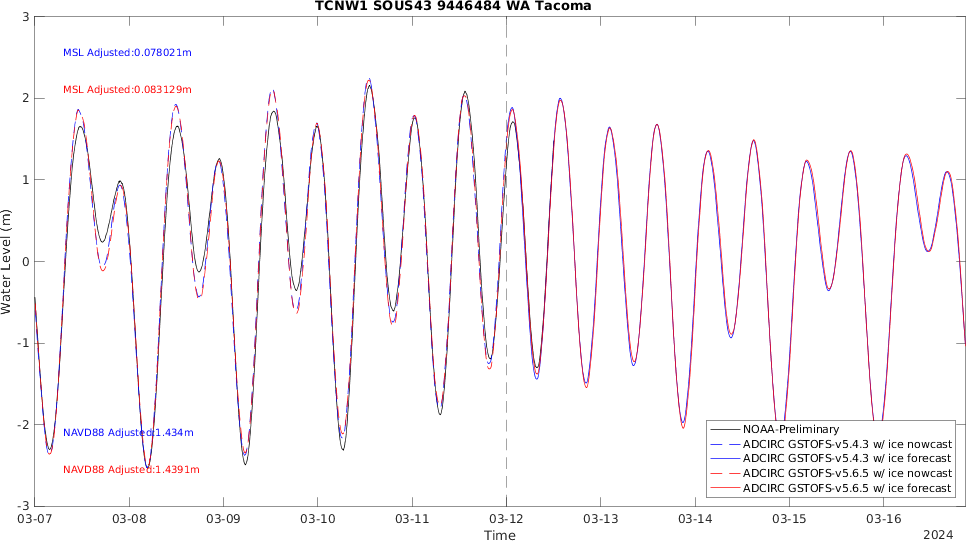 TCNW1 SOUS43 9446484 WA Tacoma
3
2
1
0
-1
-2
-3
Water Level (m)
MSL Adjusted:0.078021m
MSL Adjusted:0.083129m
NAVD88 Adjusted:1.434m
NAVD88 Adjusted:1.4391m
NOAA-Preliminary
ADCIRC GSTOFS-v5.4.3 w/ ice nowcast
ADCIRC GSTOFS-v5.4.3 w/ ice forecast
ADCIRC GSTOFS-v5.6.5 w/ ice nowcast
ADCIRC GSTOFS-v5.6.5 w/ ice forecast
03-07 03-08 03-09 03-10 03-11 03-12 03-13 03-14 03-15 03-16
Time
2024